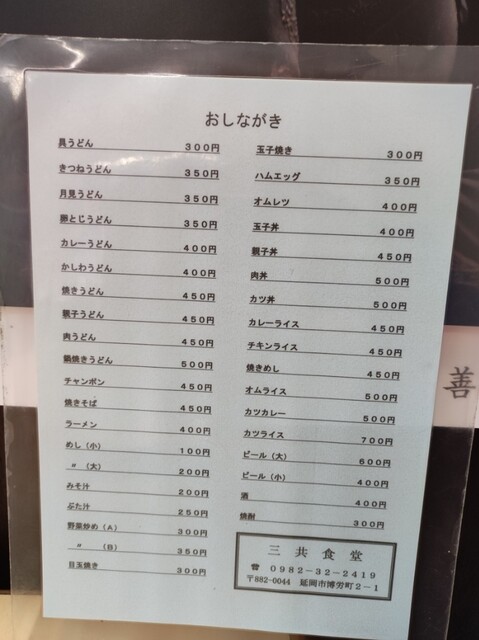 おしながき
具うどん 300円
きつねうどん 350円
月見うどん 350円
卵とじうどん 350円
カレーうどん 400円
かしわうどん 400円
焼きうどん 450円
親子うどん 450円
肉うどん 450円
鍋焼きうどん 500円
チャンポン 450円
焼きそば 450円
ラーメン 400円
めし(小) 100円
〃(大) 200円
みそ汁 200円
ぶた汁 250円
野菜炒め(A) 300円
〃(B) 350円
目玉焼き 300円
玉子焼き 300円
ハムエッグ 350円
オムレツ 400円
玉子丼 400円
親子丼 450円
肉丼 500円
カツ丼 500円
カレーライス 450円
チキンライス 450円
焼きめし 450円
オムライス 500円
カツカレー 500円
カツライス 700円
ビール(大) 600円
ビール(小) 400円
酒 400円
焼酎 300円
三共食堂
☎ 0982-32-2419
〒882-0044 延岡市博労町2-1
善